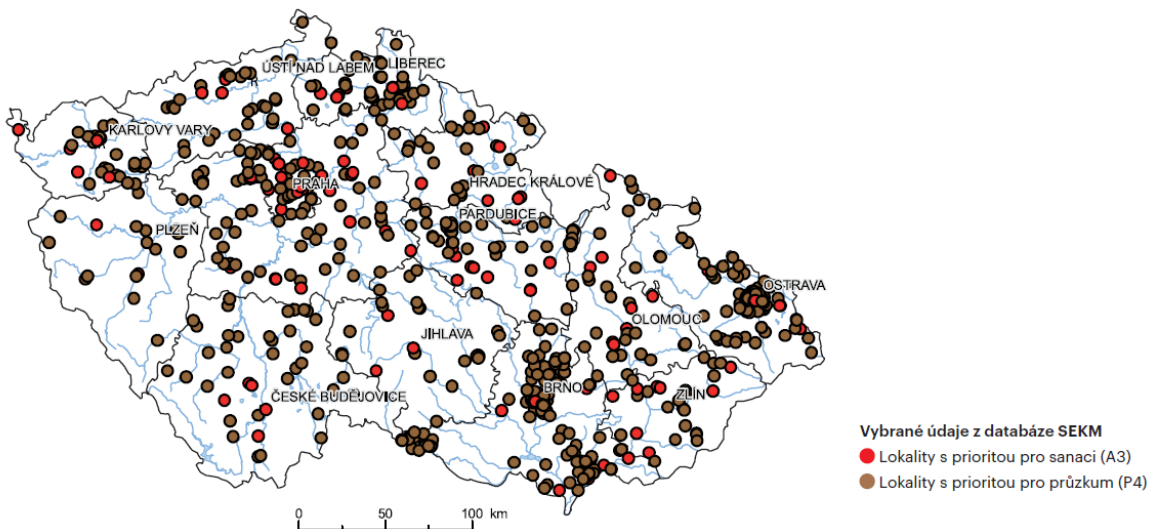 ÚSTÍ NAD LABEM
LIBEREC
KARLOVÝ VARY
PRAHA
HRADEC KRÁLOVÉ
PARDUBICE
PLZEŇ
OSTRAVA
OLOMOUC
JIHLAVA
BRNO
ZLÍN
ČESKÉ BUDĚJOVICE
Vybrané údaje z databáze SEKM
Lokality s prioritou pro sanaci (A3)
Lokality s prioritou pro průzkum (P4)
0 50 100 km